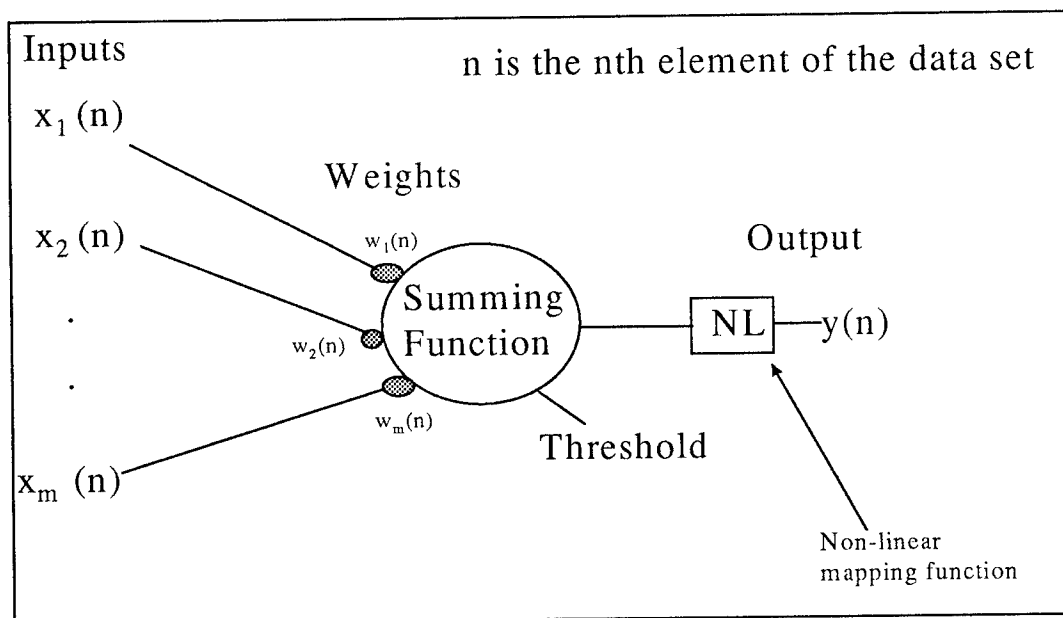 Inputs
n is the nth element of the data set
x₁ (n)
Weights
x₂ (n)
w₁(n)
Output
Summing
Function
NL
y(n)
.
w₂(n)
.
wₘ(n)
Threshold
xₘ (n)
Non-linear
mapping function